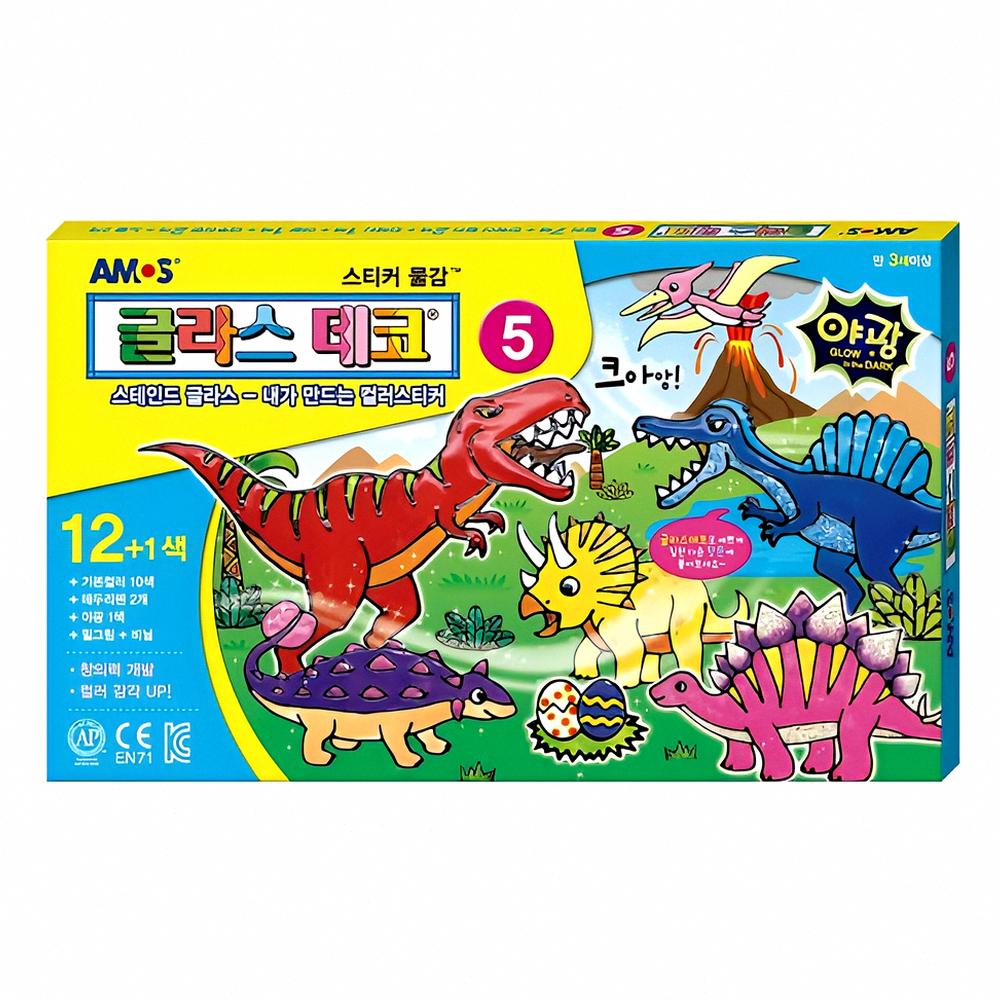 AMOS
스티커 물감™
글라스 데코®
5
스테인드 글라스 - 내가 만드는 컬러스티커
만 3세이상
야광
GLOW IN the DARK
크아앙!
12+1색
+ 기본컬러 10색
+ 테두리펜 2개
+ 야광 1색
+ 밑그림 + 비닐
• 창의력 개발
• 컬러 감각 UP!
AP
CE
EN71